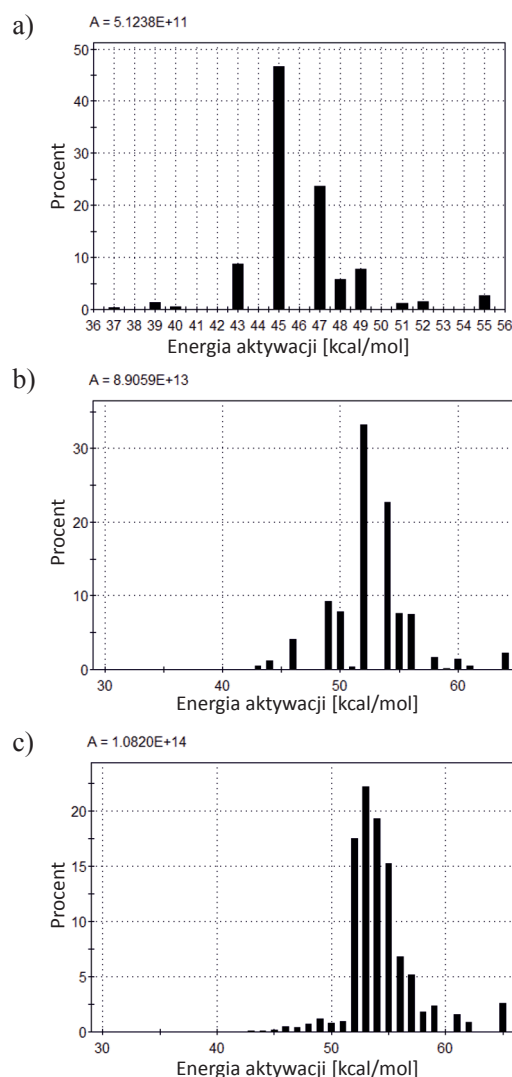 a)
A = 5.1238E+11
50
40
30
20
10
0
Procent
36 37 38 39 40 41 42 43 44 45 46 47 48 49 50 51 52 53 54 55 56
Energia aktywacji [kcal/mol]
b)
A = 8.9059E+13
30
20
10
0
Procent
30 40 50 60
Energia aktywacji [kcal/mol]
c)
A = 1.0820E+14
20
15
10
5
0
Procent
30 40 50 60
Energia aktywacji [kcal/mol]